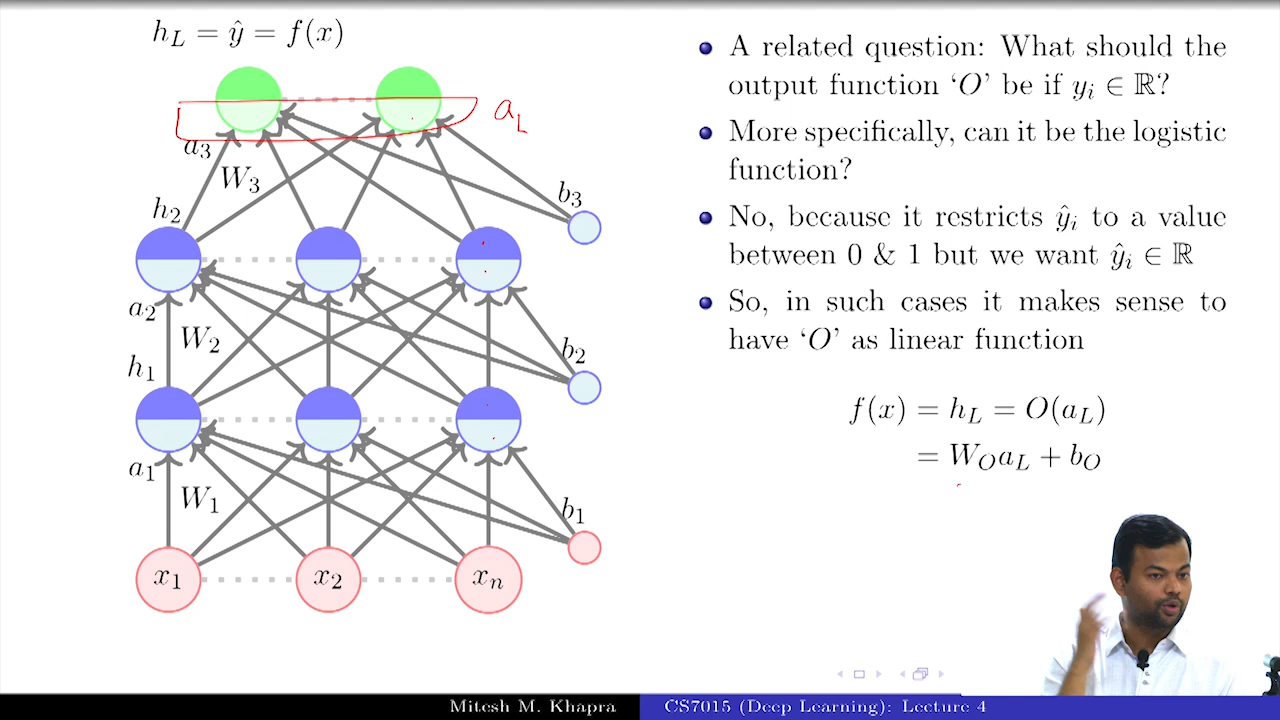 h_L = ŷ = f(x)
a_L
a_3
W_3
h_2
b_3
a_2
W_2
h_1
b_2
a_1
W_1
b_1
x_1 x_2 x_n
A related question: What should the
output function ‘O’ be if y_i ∈ ℝ?
More specifically, can it be the logistic
function?
No, because it restricts ŷ_i to a value
between 0 & 1 but we want ŷ_i ∈ ℝ
So, in such cases it makes sense to
have ‘O’ as linear function
f(x) = h_L = O(a_L)
= W_O a_L + b_O
Mitesh M. Khapra
CS7015 (Deep Learning): Lecture 4